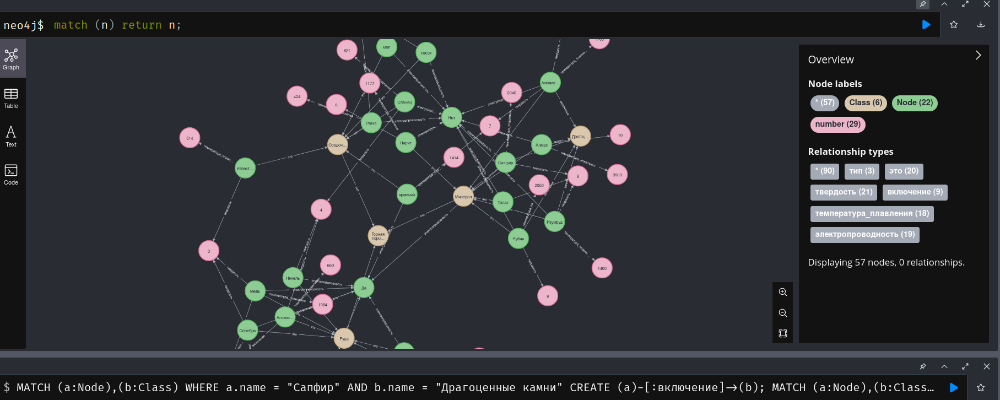 neo4j$ match (n) return n;
Graph
Table
Text
Code
Overview
Node labels
* (57) Class (6) Node (22)
number (29)
Relationship types
* (90) тип (3) это (20)
твердость (21) включение (9)
температура_плавления (18)
электропроводность (19)
Displaying 57 nodes, 0 relationships.
821
мел
песок
1177
424
6
Сланец
Глина
Нет
2040
Аквама...
7
Пирит
514
Осадоч...
Алмаз
Драгоц...
10
Извест...
1414
Сапфир
3500
8
2050
кремний
Минерал
Топаз
4
Изумруд
Горная
поро...
Рубин
3
660
1400
Никель
Медь
Да
9
1984
Алюми...
Серебро
Руда
электропроводность
твердость
температура_плавления
это
тип
$ MATCH (a:Node),(b:Class) WHERE a.name = "Сапфир" AND b.name = "Драгоценные камни" CREATE (a)-[:включение]->(b); MATCH (a:Node),(b:Class…